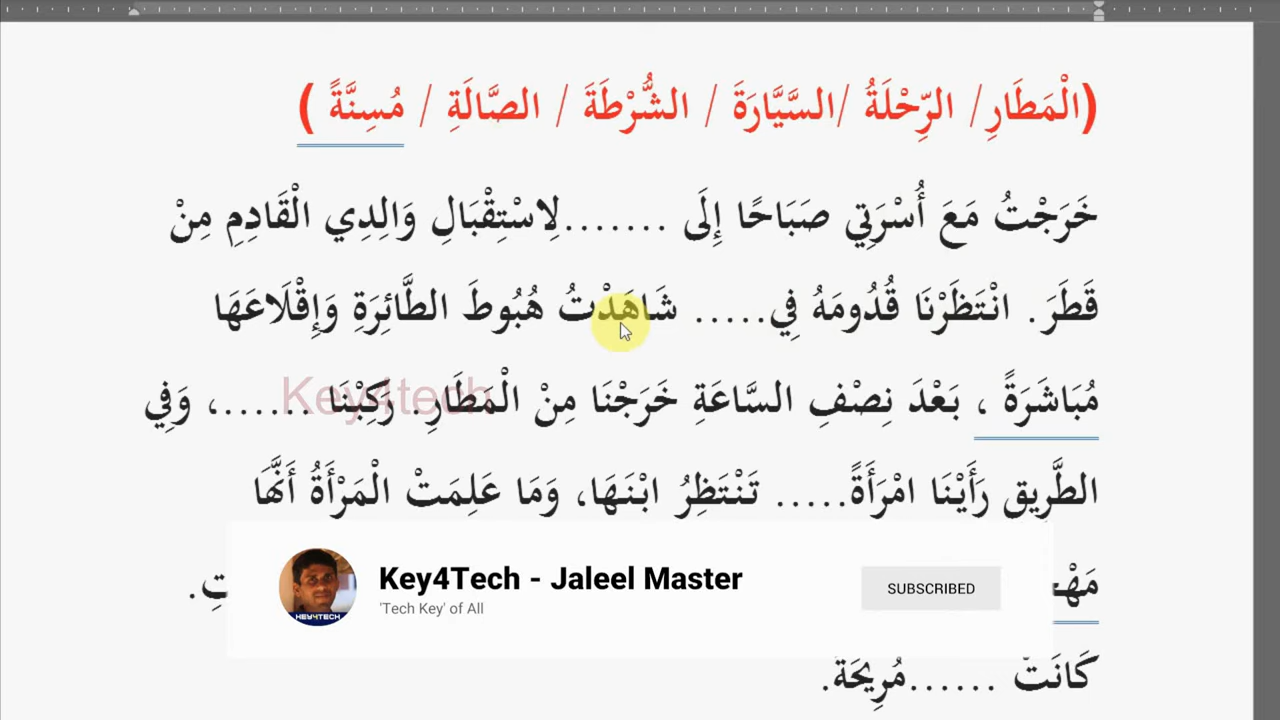 (الْمَطَارِ/ الرِّحْلَةُ /السَّيَّارَةَ / الشُّرْطَةَ / الصَّالَةِ / مُسِنَّةً )
خَرَجْتُ مَعَ أُسْرَتِي صَبَاحًا إِلَى .......لِاسْتِقْبَالِ وَالِدِي الْقَادِمِ مِنْ
قَطَرَ. انْتَظَرْنَا قُدُومَهُ فِي..... شَاهَدْتُ هُبُوطَ الطَّائِرَةِ وَإِقْلَاعَهَا
مُبَاشَرَةً ، بَعْدَ نِصْفِ السَّاعَةِ خَرَجْنَا مِنْ الْمَطَارِ. رَكِبْنَا ......، وَفِي
Key4tech
الطَّرِيق رَأَيْنَا امْرَأَةً..... تَنْتَظِرُ ابْنَهَا، وَمَا عَلِمَتْ الْمَرْأَةُ أَنَّهَا
Key4Tech - Jaleel Master
'Tech Key' of All
SUBSCRIBED
KEY4TECH
كَانَتْ ......مُرِيحَة.